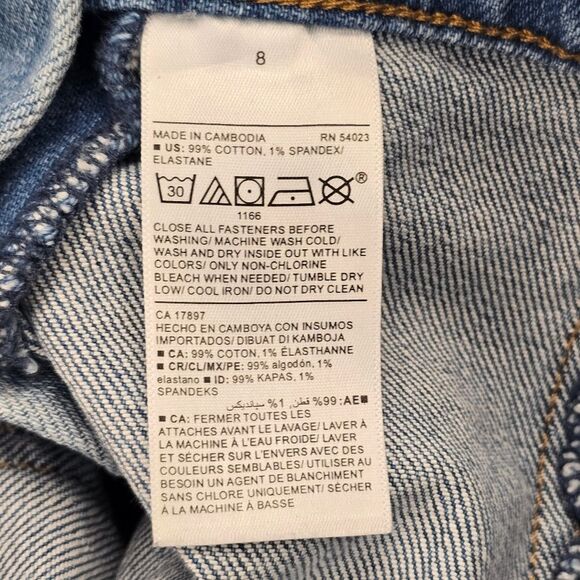 8
MADE IN CAMBODIA RN 54023
■ US: 99% COTTON, 1% SPANDEX/
ELASTANE
30 ®
1166
CLOSE ALL FASTENERS BEFORE
WASHING/ MACHINE WASH COLD/
WASH AND DRY INSIDE OUT WITH LIKE
COLORS/ ONLY NON-CHLORINE
BLEACH WHEN NEEDED/ TUMBLE DRY
LOW/ COOL IRON/ DO NOT DRY CLEAN
CA 17897
HECHO EN CAMBOYA CON INSUMOS
IMPORTADOS/ DIBUAT DI KAMBOJA
■ CA: 99% COTON, 1% ÉLASTHANNE
■ CR/CL/MX/PE: 99% algodón, 1%
elastano ■ ID: 99% KAPAS, 1%
SPANDEKS
■ AE: 99% قطن, 1% سباندیكس
■ CA: FERMER TOUTES LES
ATTACHES AVANT LE LAVAGE/ LAVER À
LA MACHINE À L'EAU FROIDE/ LAVER
ET SÉCHER SUR L'ENVERS AVEC DES
COULEURS SEMBLABLES/ UTILISER AU
BESOIN UN AGENT DE BLANCHIMENT
SANS CHLORE UNIQUEMENT/ SÉCHER
À LA MACHINE À BASSE